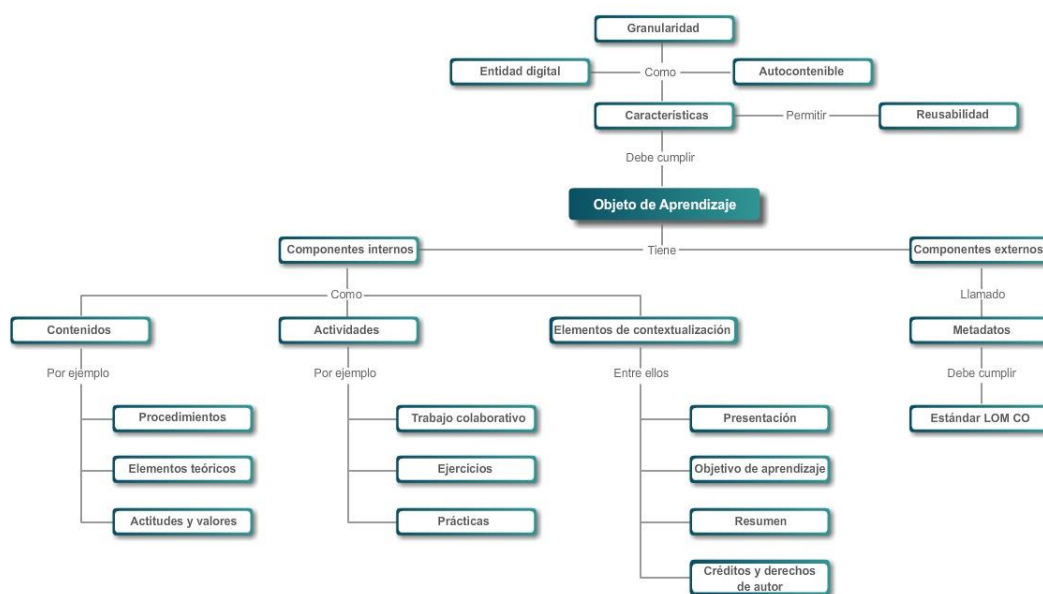 Granularidad
Entidad digital
Como
Autocontenible
Características
Permitir
Reusabilidad
Debe cumplir
Objeto de Aprendizaje
Componentes internos
Tiene
Componentes externos
Como
Llamado
Contenidos
Actividades
Elementos de contextualización
Metadatos
Por ejemplo
Por ejemplo
Entre ellos
Debe cumplir
Procedimientos
Trabajo colaborativo
Presentación
Estándar LOM CO
Elementos teóricos
Ejercicios
Objetivo de aprendizaje
Actitudes y valores
Prácticas
Resumen
Créditos y derechos
de autor